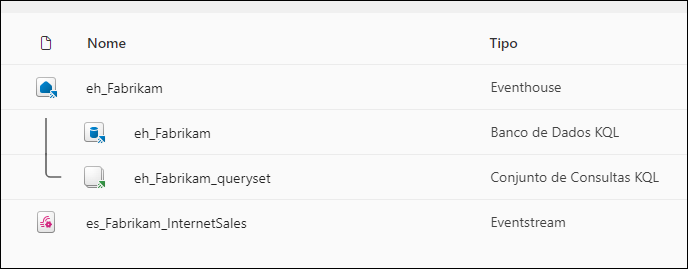 Nome Tipo
eh_Fabrikam Eventhouse
eh_Fabrikam Banco de Dados KQL
eh_Fabrikam_queryset Conjunto de Consultas KQL
es_Fabrikam_InternetSales Eventstream